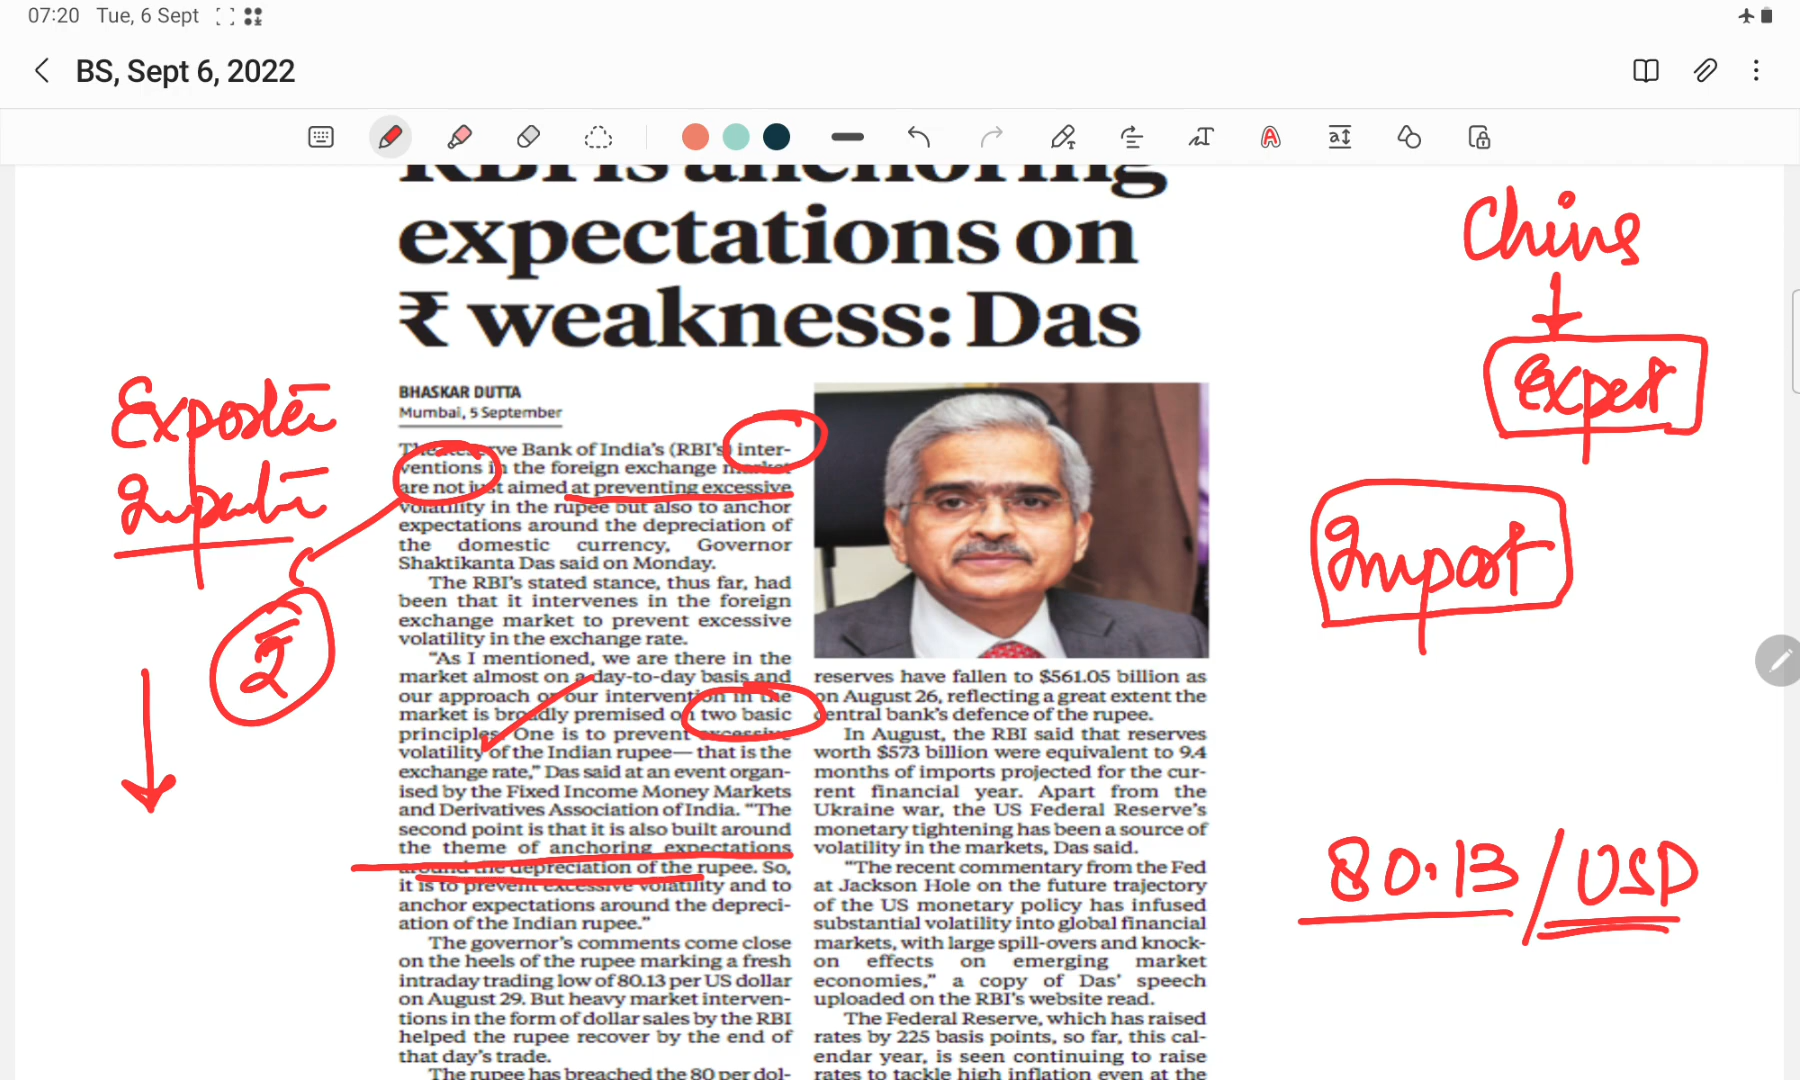 07:20 Tue, 6 Sept
BS, Sept 6, 2022
RBI is anchoring
expectations on
₹ weakness: Das
BHASKAR DUTTA
Mumbai, 5 September
The Reserve Bank of India's (RBI's) inter-
ventions in the foreign exchange market
are not just aimed at preventing excessive
volatility in the rupee but also to anchor
expectations around the depreciation of
the domestic currency, Governor
Shaktikanta Das said on Monday.
The RBI's stated stance, thus far, had
been that it intervenes in the foreign
exchange market to prevent excessive
volatility in the exchange rate.
“As I mentioned, we are there in the
market almost on a day-to-day basis and
our approach or our intervention in the
market is broadly premised on two basic
principles. One is to prevent excessive
volatility of the Indian rupee— that is the
exchange rate,” Das said at an event organ-
ised by the Fixed Income Money Markets
and Derivatives Association of India. “The
second point is that it is also built around
the theme of anchoring expectations
around the depreciation of the rupee. So,
it is to prevent excessive volatility and to
anchor expectations around the depreci-
ation of the Indian rupee.”
The governor's comments come close
on the heels of the rupee marking a fresh
intraday trading low of 80.13 per US dollar
on August 29. But heavy market interven-
tions in the form of dollar sales by the RBI
helped the rupee recover by the end of
that day's trade.
The rupee has breached the 80 per dol-
reserves have fallen to $561.05 billion as
on August 26, reflecting a great extent the
central bank's defence of the rupee.
In August, the RBI said that reserves
worth $573 billion were equivalent to 9.4
months of imports projected for the cur-
rent financial year. Apart from the
Ukraine war, the US Federal Reserve's
monetary tightening has been a source of
volatility in the markets, Das said.
“The recent commentary from the Fed
at Jackson Hole on the future trajectory
of the US monetary policy has infused
substantial volatility into global financial
markets, with large spill-overs and knock-
on effects on emerging market
economies,” a copy of Das’ speech
uploaded on the RBI's website read.
The Federal Reserve, which has raised
rates by 225 basis points, so far, this cal-
endar year, is seen continuing to raise
rates to tackle high inflation even at the
₹
China
Export
Import
80.13/USD